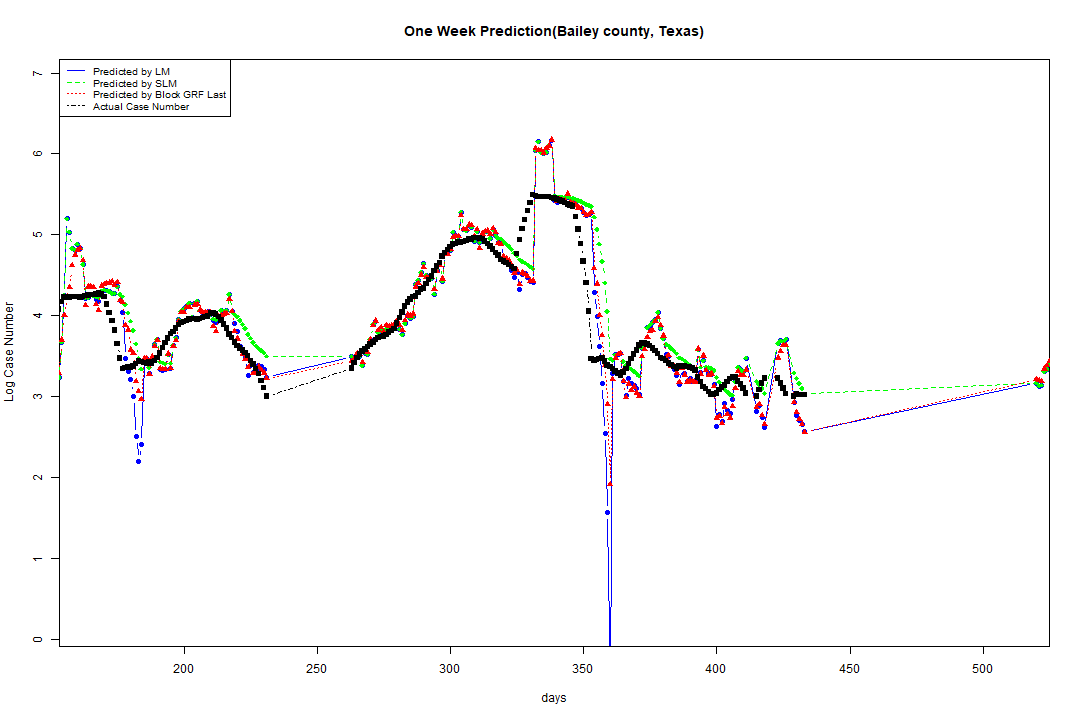 One Week Prediction(Bailey county, Texas)
Predicted by LM
Predicted by SLM
Predicted by Block GRF Last
Actual Case Number
Log Case Number
7
6
5
4
3
2
1
0
200 250 300 350 400 450 500
days